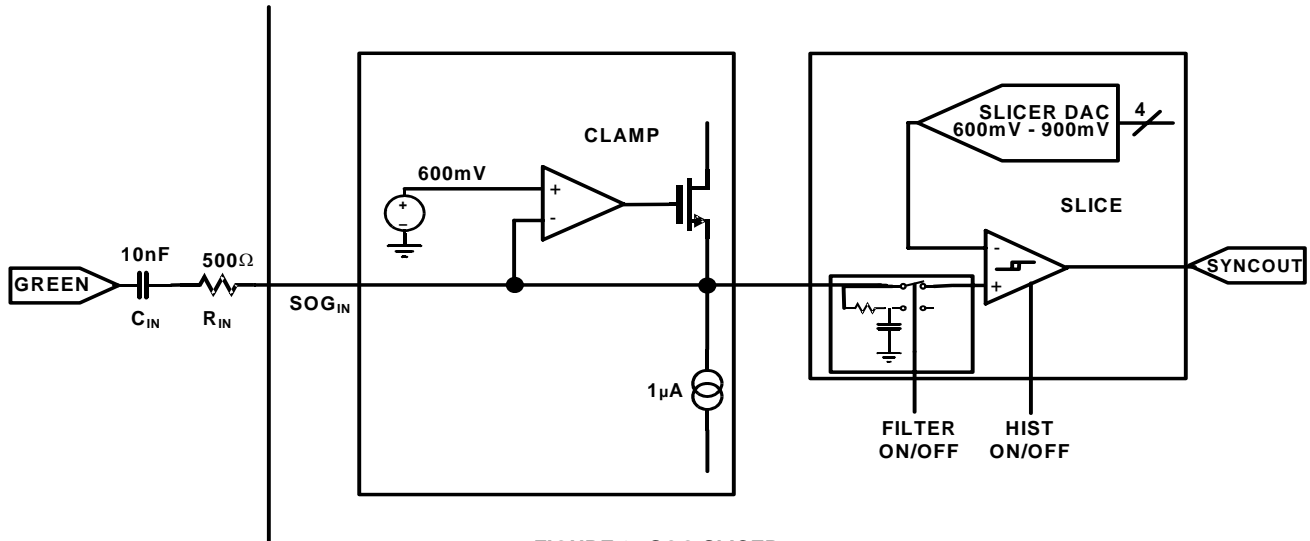 GREEN
10nF
C_IN
500Ω
R_IN
SOG_IN
CLAMP
600mV
+
-
+
-
1µA
SLICER DAC
600mV - 900mV
4
SLICE
-
+
FILTER
ON/OFF
HIST
ON/OFF
SYNCOUT